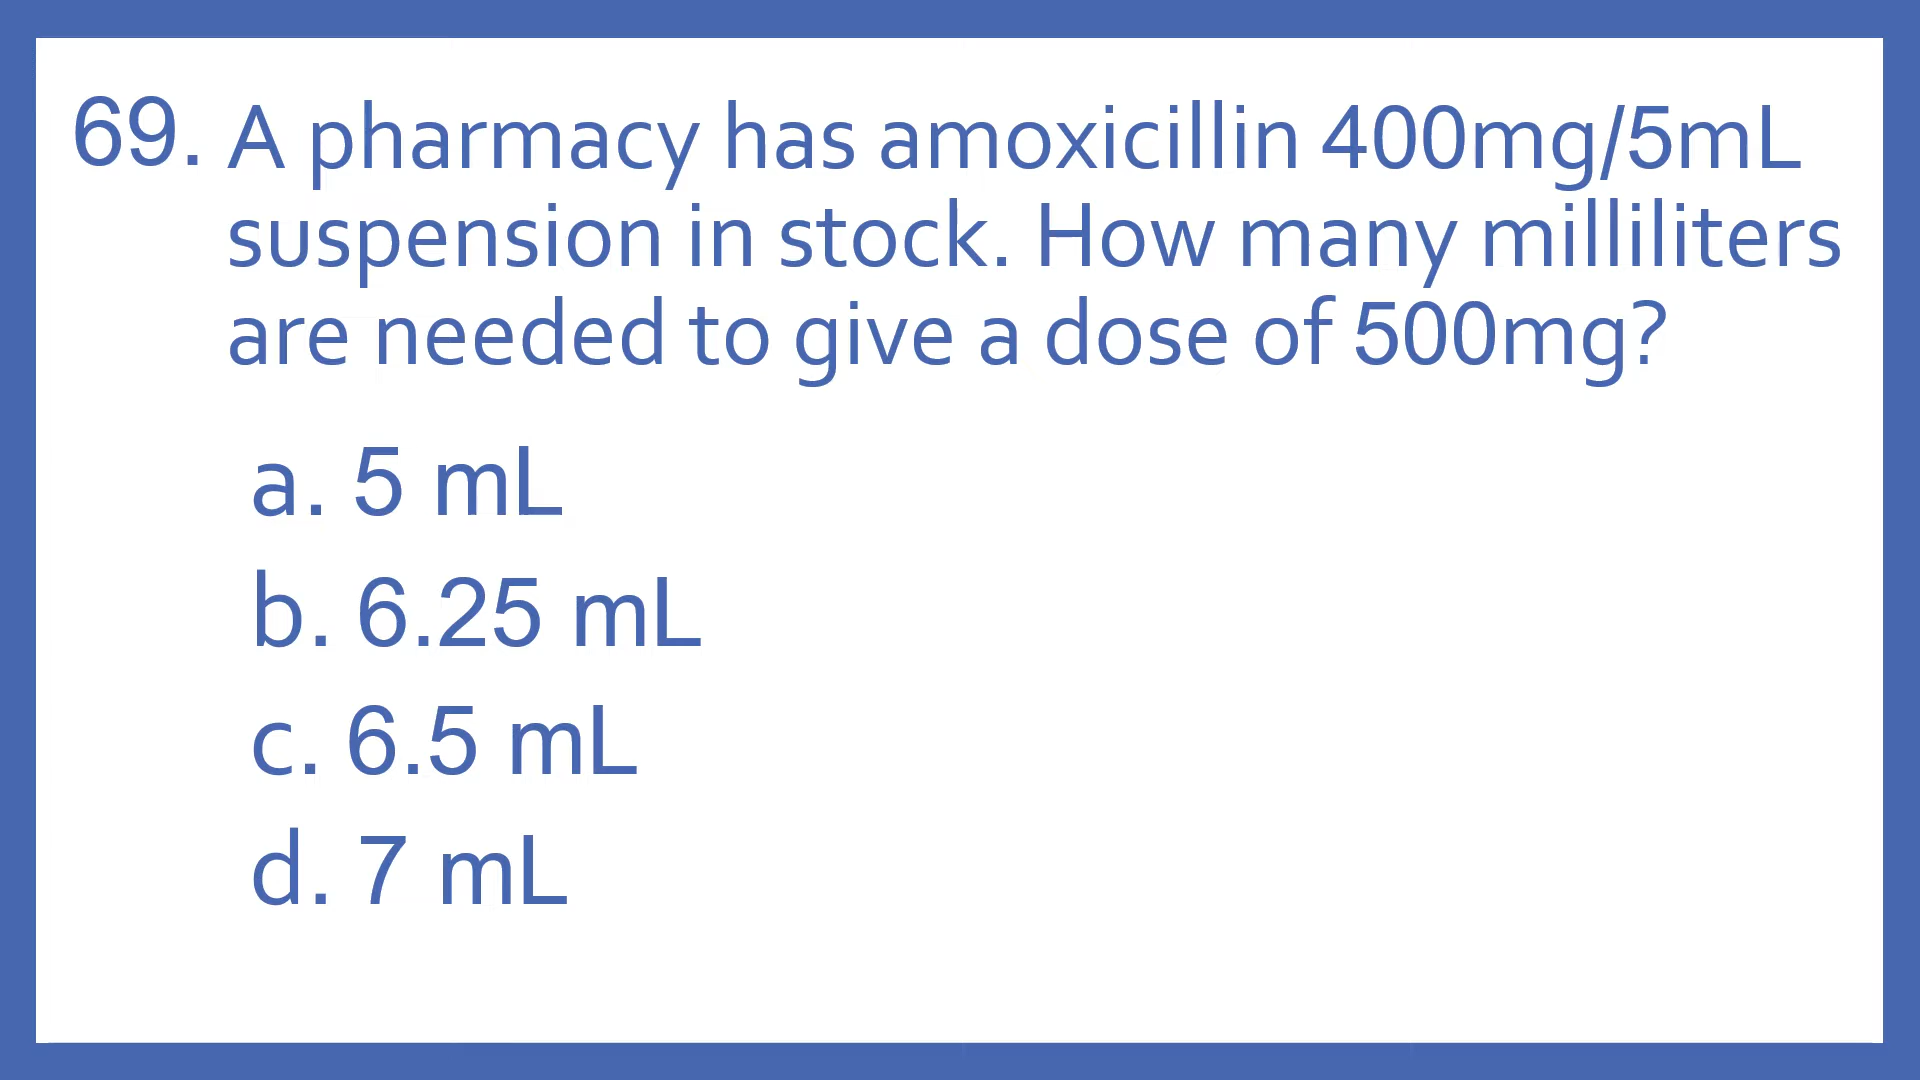 69. A pharmacy has amoxicillin 400mg/5mL
suspension in stock. How many milliliters
are needed to give a dose of 500mg?
a. 5 mL
b. 6.25 mL
c. 6.5 mL
d. 7 mL